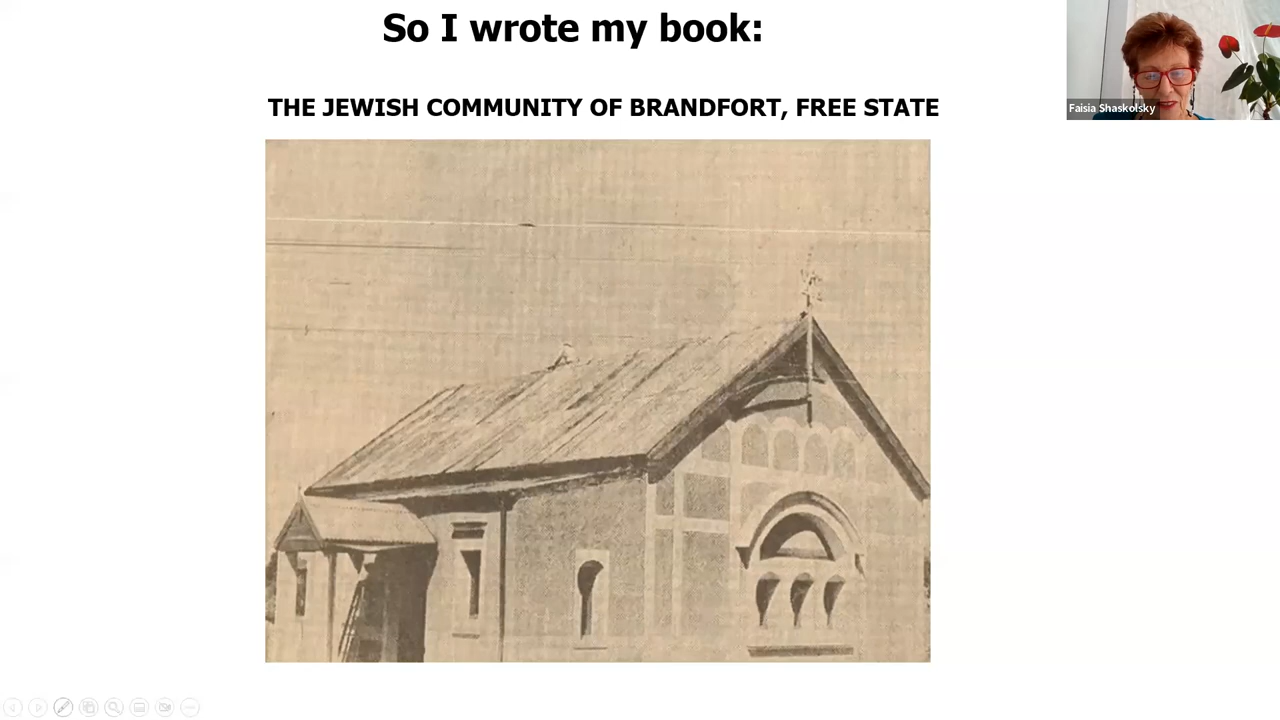 So I wrote my book:
THE JEWISH COMMUNITY OF BRANDFORT, FREE STATE
Faisia Shaskolsky